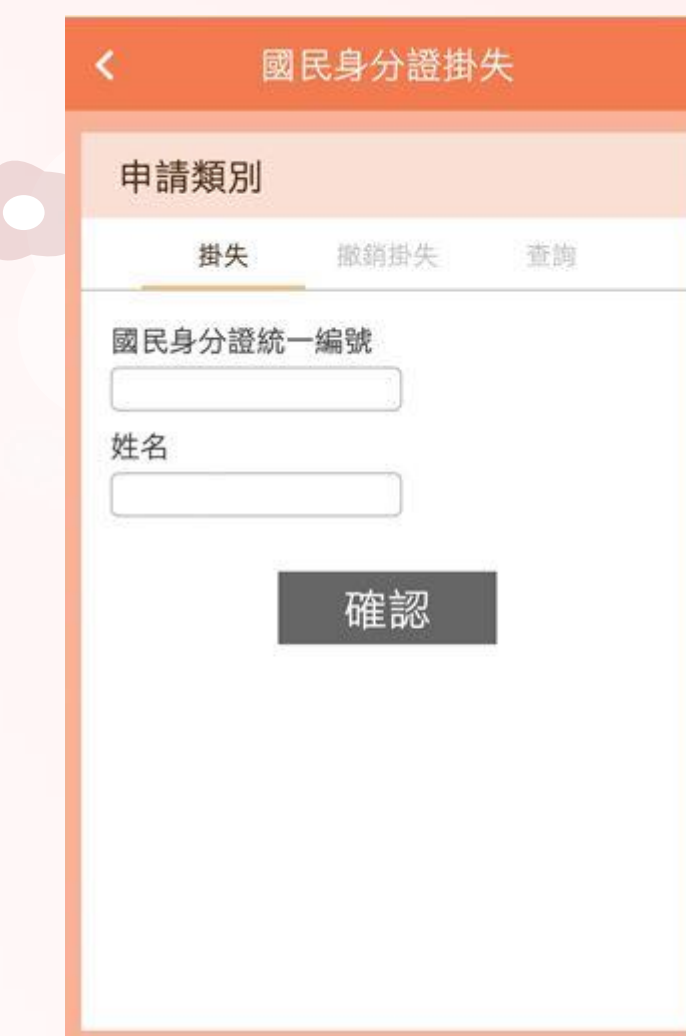 國民身分證掛失
申請類別
掛失 撤銷掛失 查詢
國民身分證統一編號
姓名
確認